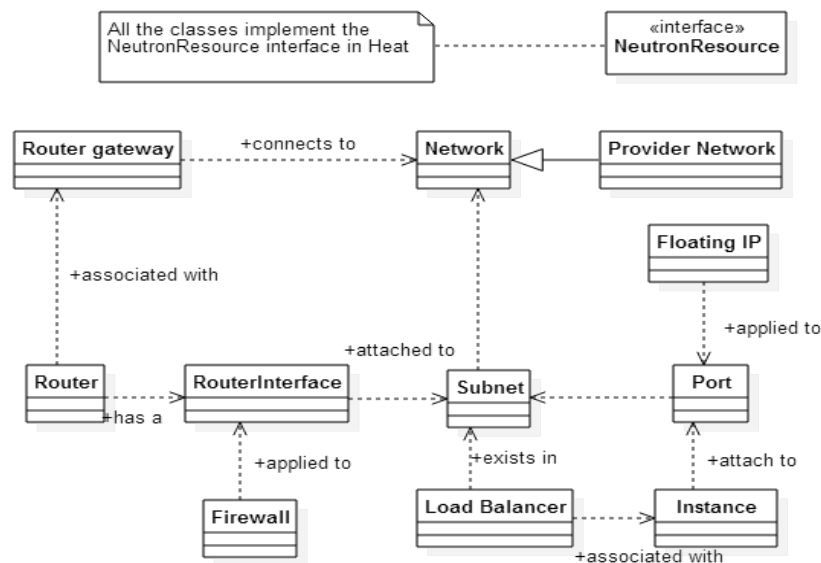 All the classes implement the
NeutronResource interface in Heat
«interface»
NeutronResource
Router gateway
+connects to
Network
Provider Network
Floating IP
+associated with
+applied to
+attached to
Router
RouterInterface
Subnet
Port
+has a
+applied to
+exists in
+attach to
Firewall
Load Balancer
Instance
+associated with